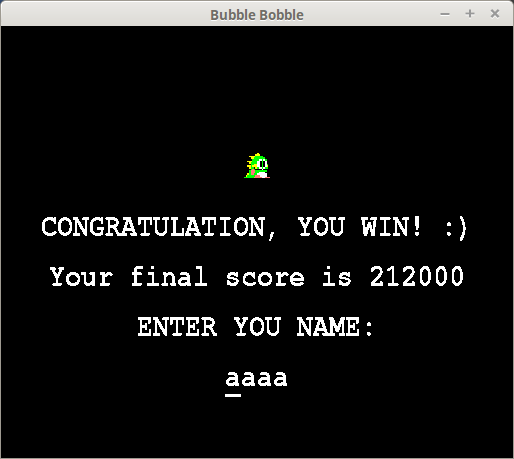 Bubble Bobble
CONGRATULATION, YOU WIN! :)
Your final score is 212000
ENTER YOU NAME:
aaaa